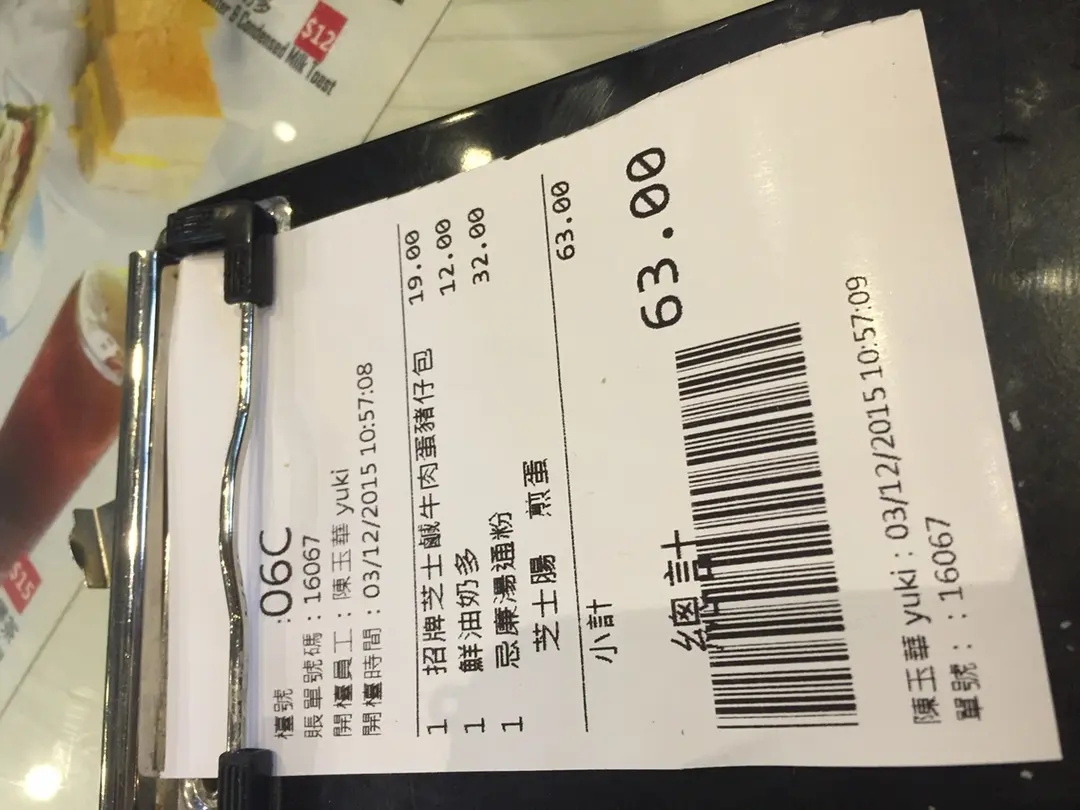 $12
& Condensed Milk Toast
$15
檯號 :06C
賬單號碼：16067
開檯員工：陳玉華 yuki
開檯時間：03/12/2015 10:57:08
1 招牌芝士鹹牛肉蛋豬仔包 19.00
1 鮮油奶多 12.00
1 忌廉湯通粉 32.00
芝士腸 煎蛋
小計 63.00
總計 63.00
陳玉華 yuki : 03/12/2015 10:57:09
單號：: 16067